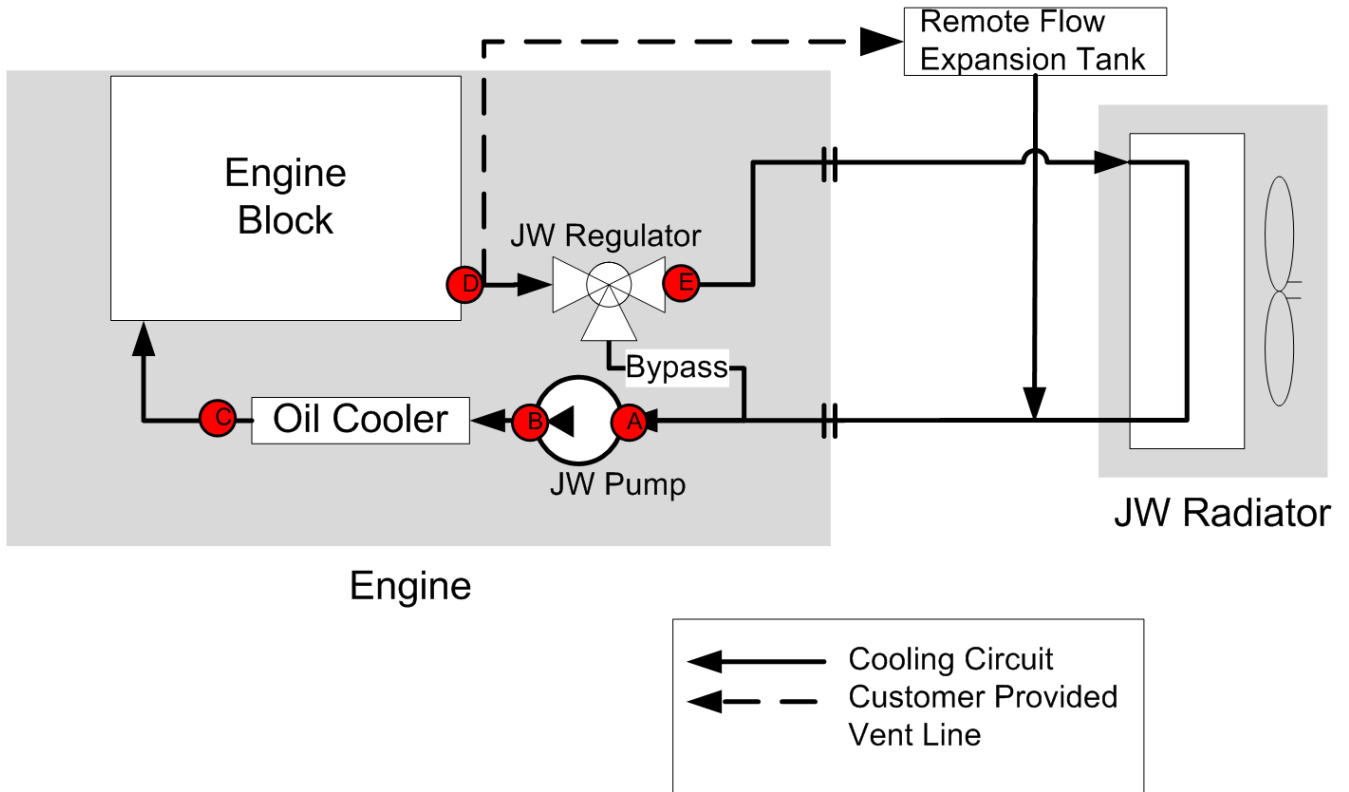 Remote Flow
Expansion Tank
Engine
Block
JW Regulator
D
E
Bypass
C
Oil Cooler
B
A
JW Pump
JW Radiator
Engine
Cooling Circuit
Customer Provided
Vent Line